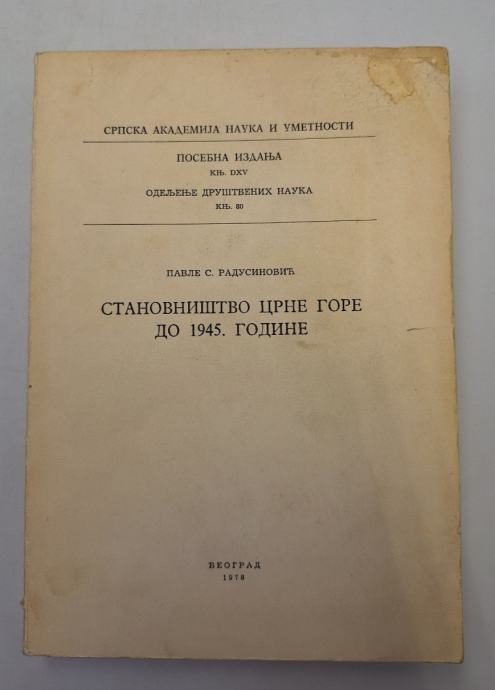 СРПСКА АКАДЕМИЈА НАУКА И УМЕТНОСТИ
ПОСЕБНА ИЗДАЊА
КЊ. DXV
ОДЕЉЕЊЕ ДРУШТВЕНИХ НАУКА
КЊ. 80
ПАВЛЕ С. РАДУСИНОВИЋ
СТАНОВНИШТВО ЦРНЕ ГОРЕ
ДО 1945. ГОДИНЕ
БЕОГРАД
1978